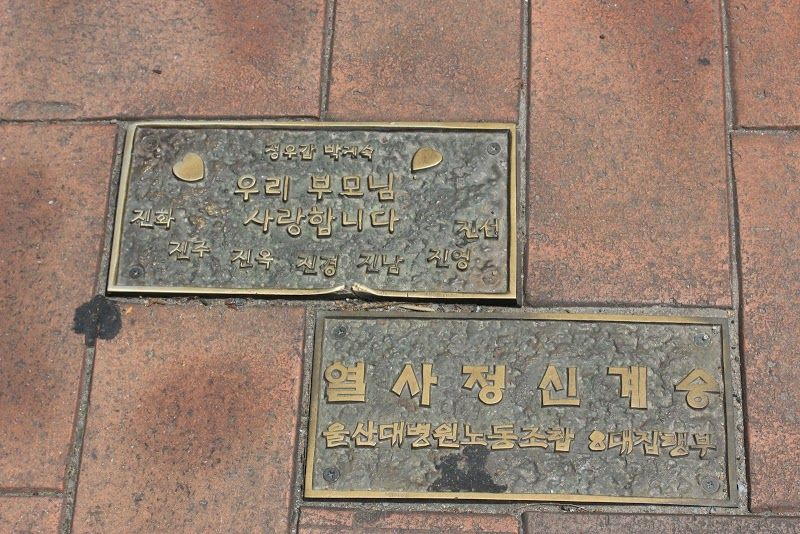 정우갑 박계숙
우리 부모님
사랑합니다
진화 진주 진옥 진경 진남 진영 진선
열사정신계승
울산대병원노동조합 8대집행부